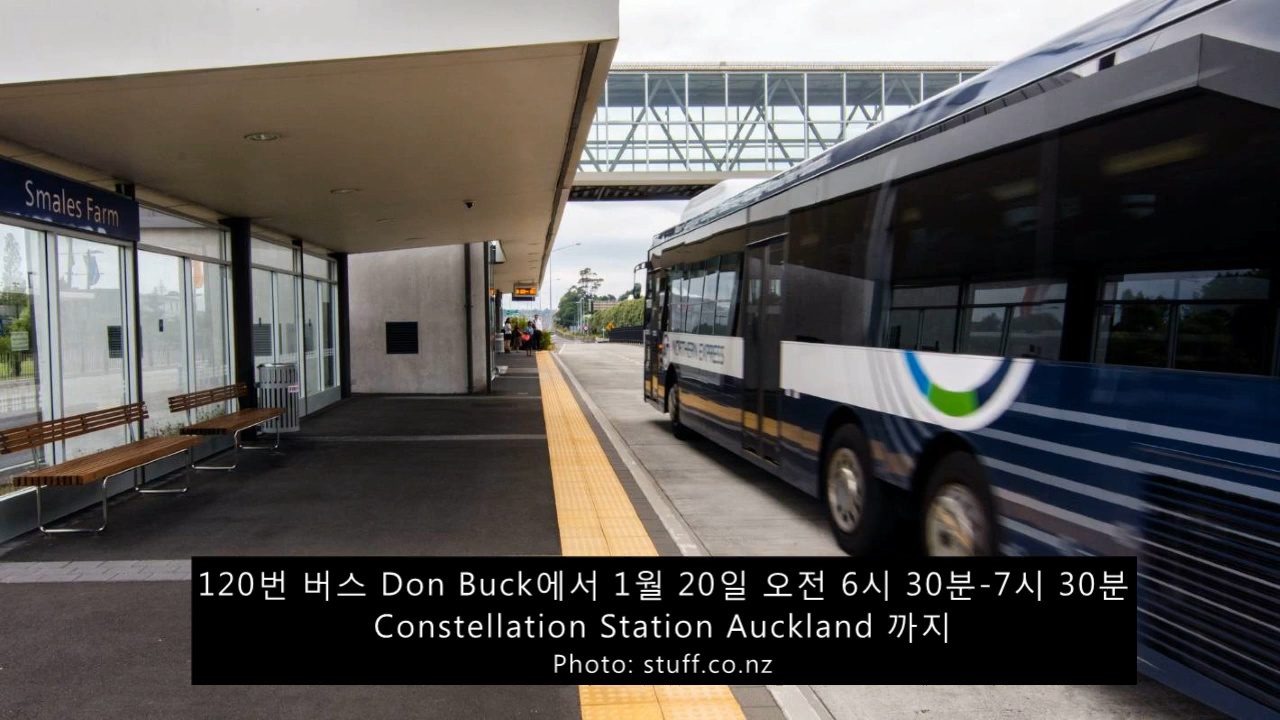 Smales Farm
NORTHERN EXPRESS
120번 버스 Don Buck에서 1월 20일 오전 6시 30분-7시 30분
Constellation Station Auckland 까지
Photo: stuff.co.nz